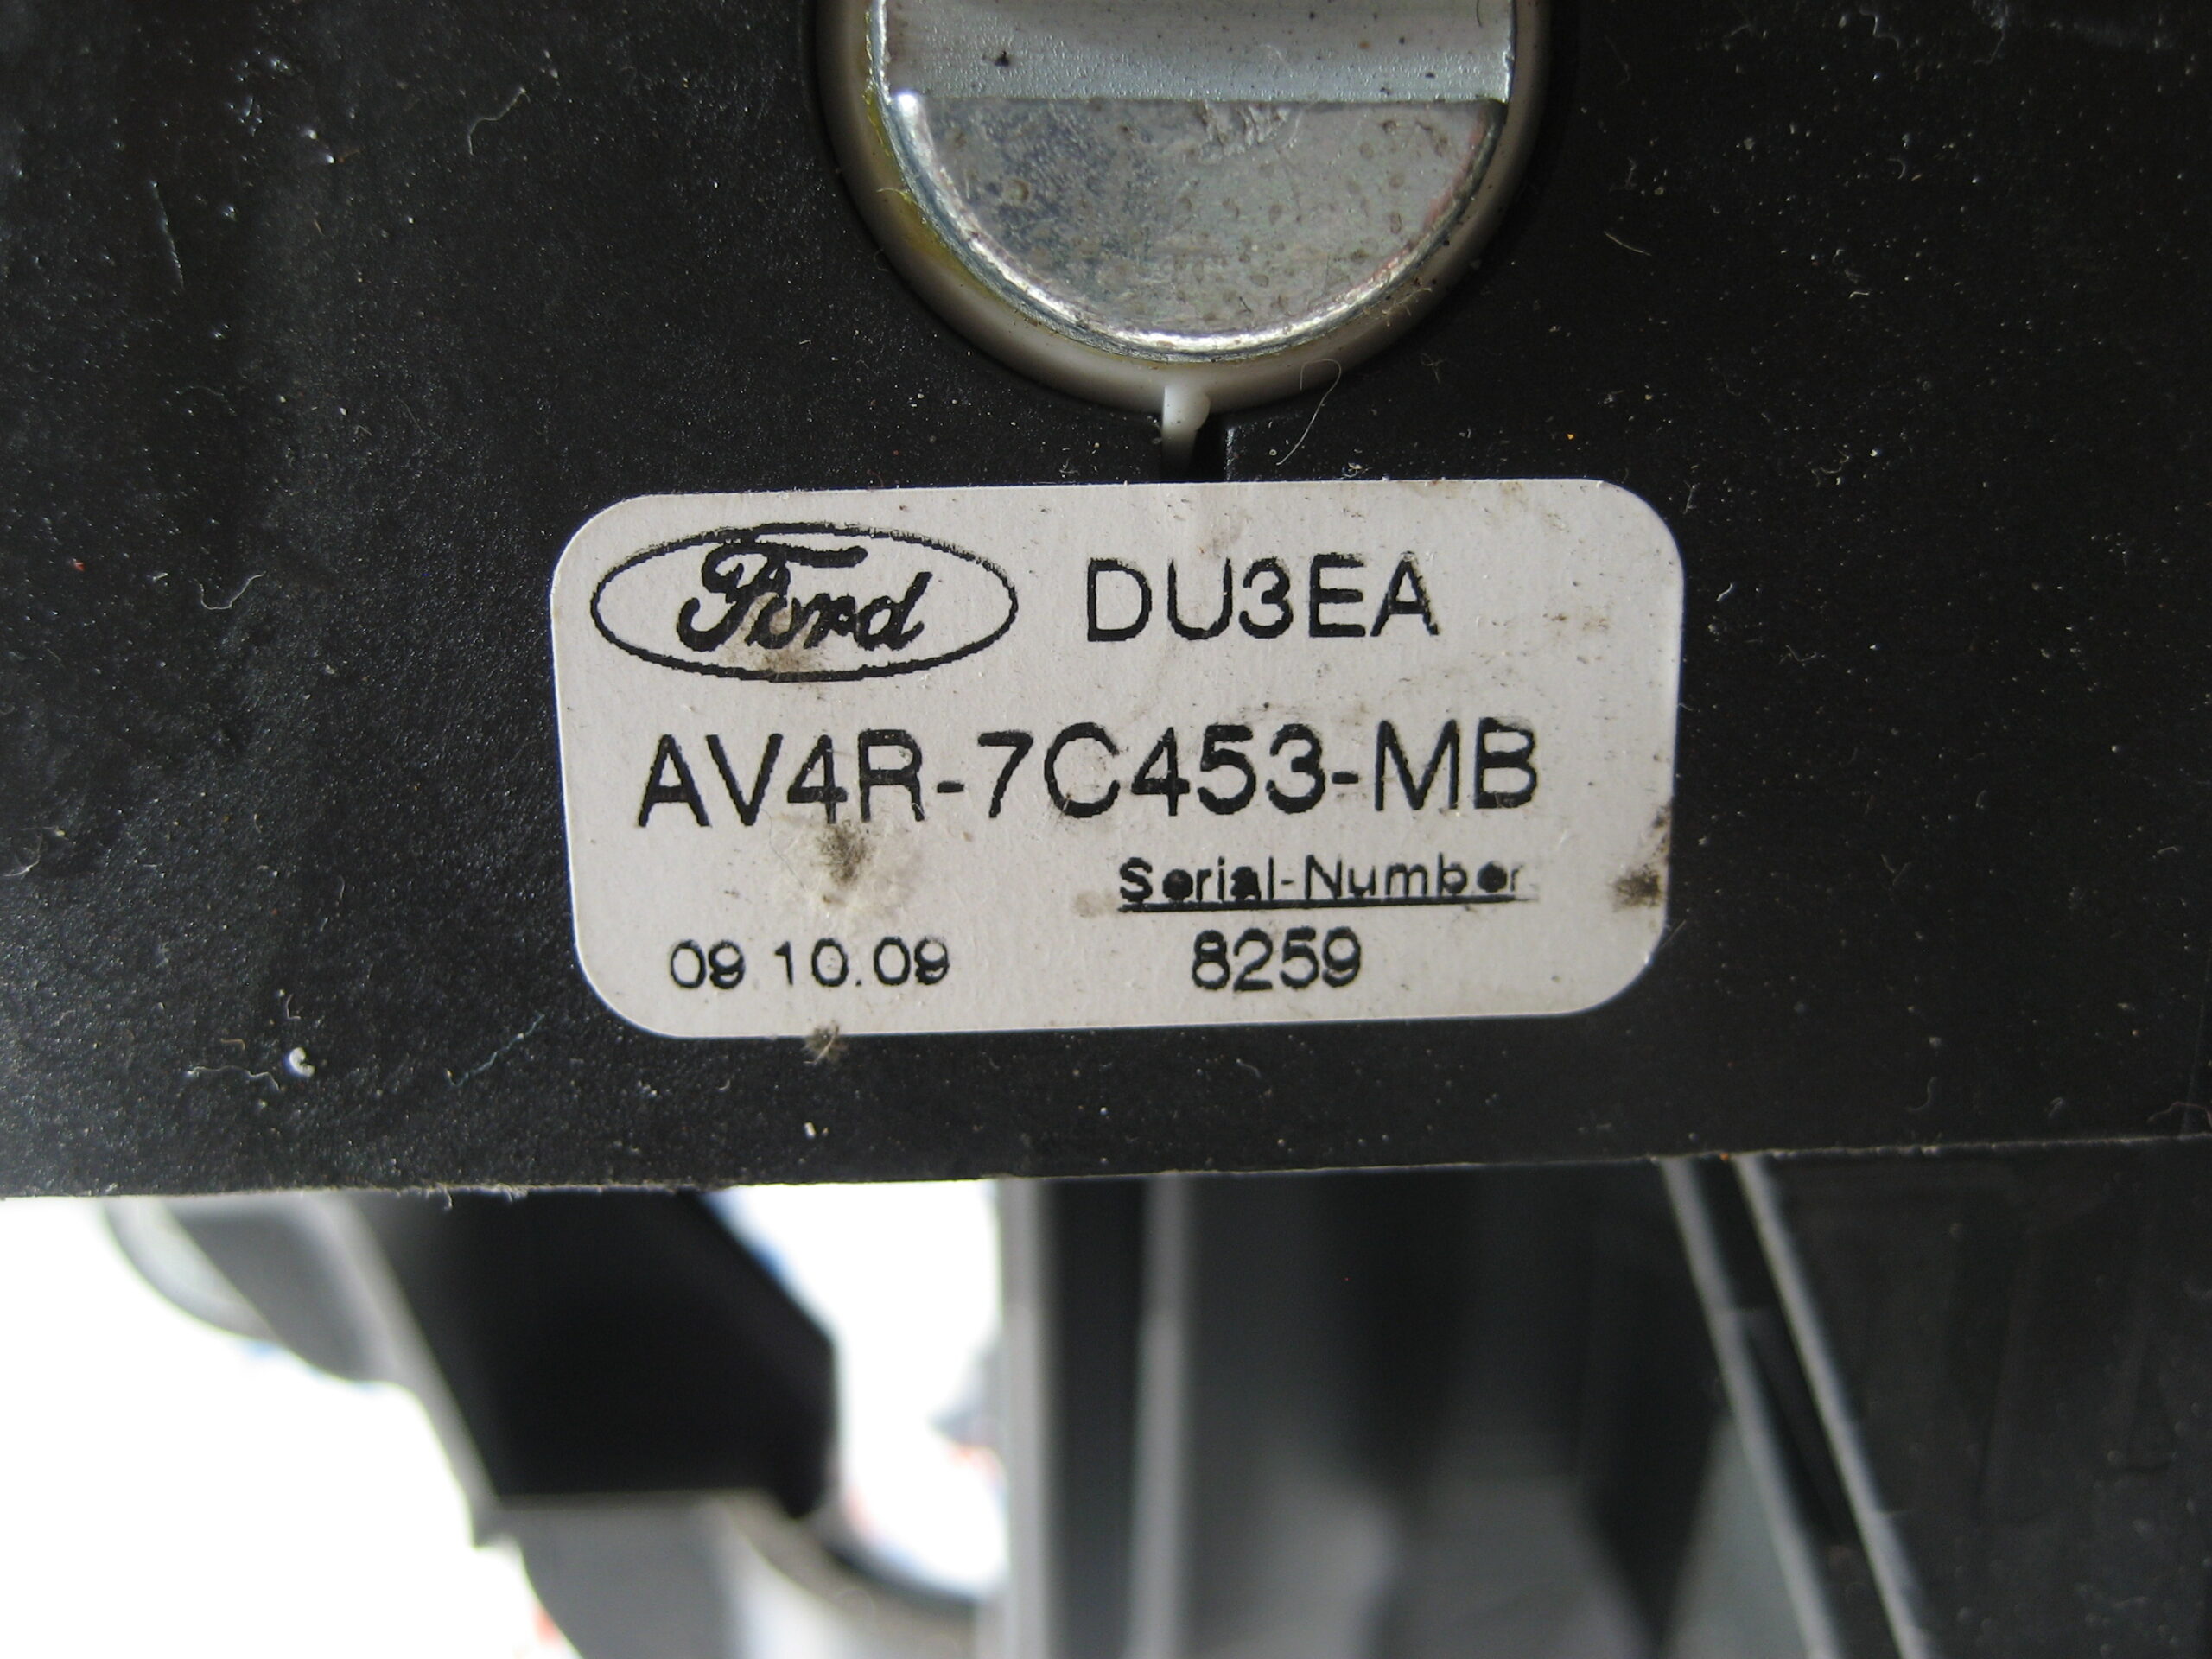 Ford DU3EA
AV4R-7C453-MB
Serial-Number
09.10.09 8259